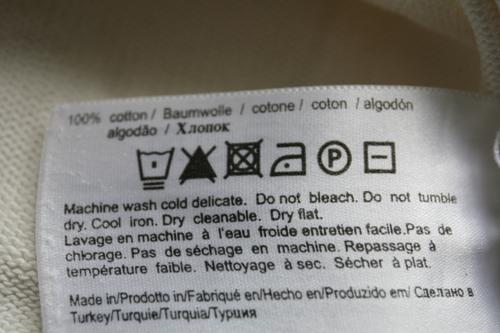 100% cotton / Baumwolle / cotone / coton / algodón
algodão / Хлопок
P
Machine wash cold delicate. Do not bleach. Do not tumble
dry. Cool iron. Dry cleanable. Dry flat.
Lavage en machine à l'eau froide entretien facile.Pas de
chlorage. Pas de séchage en machine. Repassage à
température faible. Nettoyage à sec. Sécher à plat.
Made in/Prodotto in/Fabriqué en/Hecho en/Produzido em/ Сделано в
Turkey/Turquie/Turquia/Турция